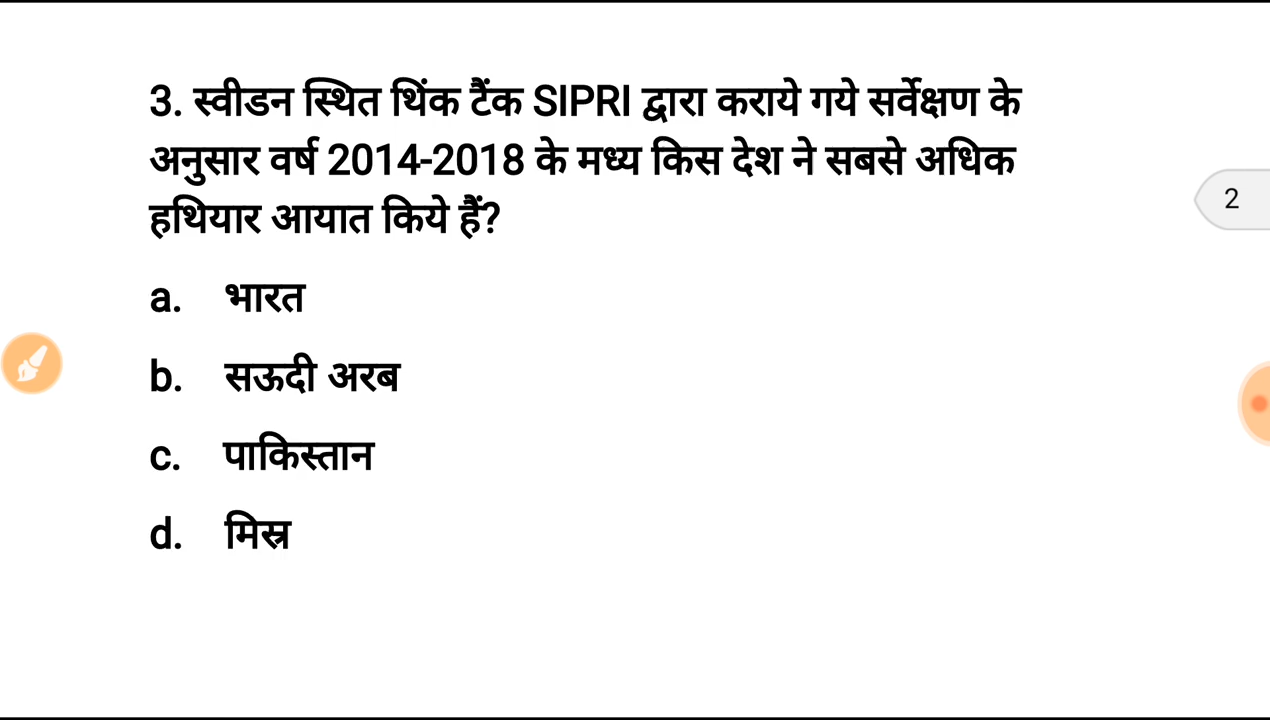 3. स्वीडन स्थित थिंक टैंक SIPRI द्वारा कराये गये सर्वेक्षण के
अनुसार वर्ष 2014-2018 के मध्य किस देश ने सबसे अधिक
हथियार आयात किये हैं?
2
a. भारत
b. सऊदी अरब
c. पाकिस्तान
d. मिस्र